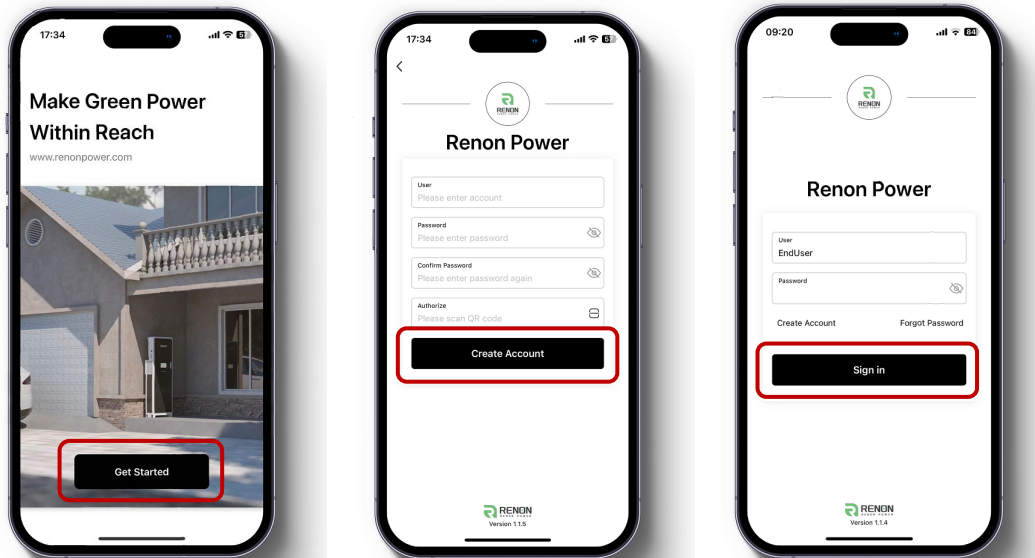 17:34
Make Green Power
Within Reach
www.renonpower.com
Get Started
17:34
RENON
Renon Power
User
Please enter account
Password
Please enter password
Confirm Password
Please enter password again
Authorize
Please scan QR code
Create Account
RENON
Version 1.1.5
09:20
84
RENON
Renon Power
User
EndUser
Password
Create Account Forgot Password
Sign in
RENON
Version 1.1.4